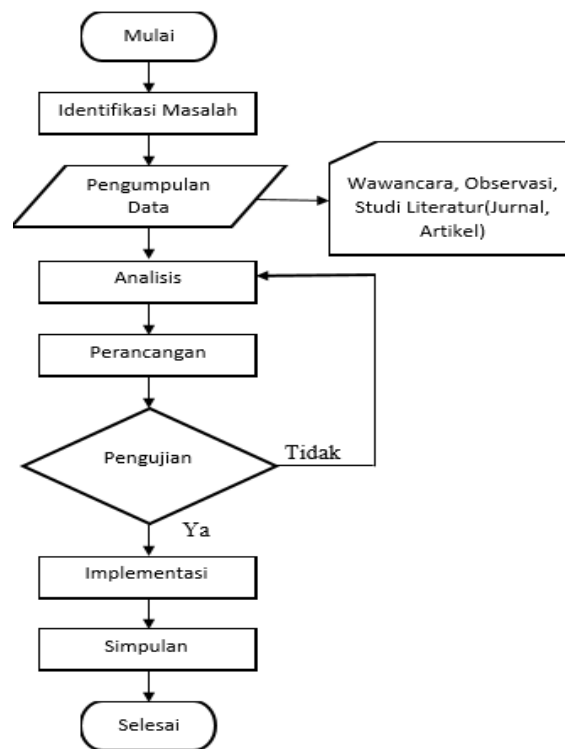 Mulai
Identifikasi Masalah
Pengumpulan
Data
Wawancara, Observasi,
Studi Literatur(Jurnal,
Artikel)
Analisis
Perancangan
Pengujian
Tidak
Ya
Implementasi
Simpulan
Selesai